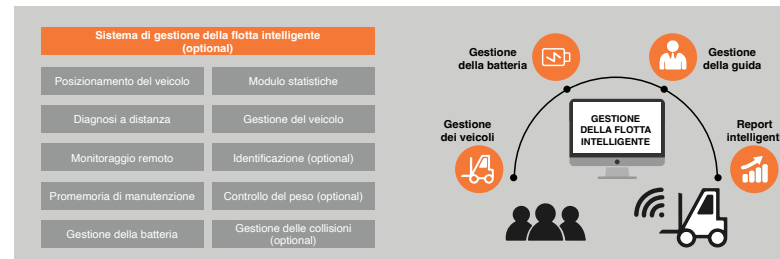 Sistema di gestione della flotta intelligente
(optional)
Posizionamento del veicolo
Modulo statistiche
Diagnosi a distanza
Gestione del veicolo
Monitoraggio remoto
Identificazione (optional)
Promemoria di manutenzione
Controllo del peso (optional)
Gestione della batteria
Gestione delle collisioni
(optional)
Gestione
della batteria
Gestione
della guida
Gestione
dei veicoli
GESTIONE
DELLA FLOTTA
INTELLIGENTE
Report
intelligenti